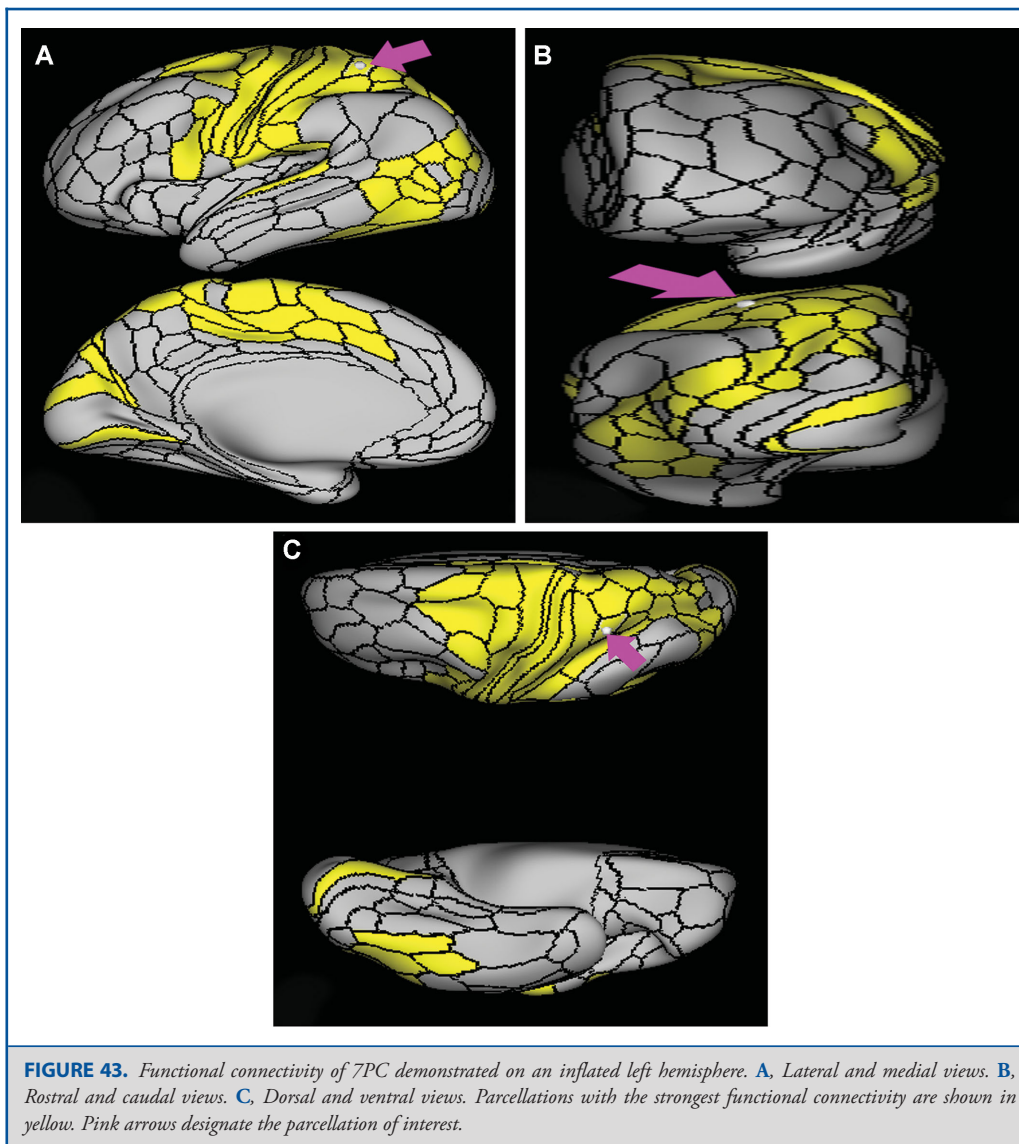 A
B
C
FIGURE 43. Functional connectivity of 7PC demonstrated on an inflated left hemisphere. A, Lateral and medial views. B,
Rostral and caudal views. C, Dorsal and ventral views. Parcellations with the strongest functional connectivity are shown in
yellow. Pink arrows designate the parcellation of interest.